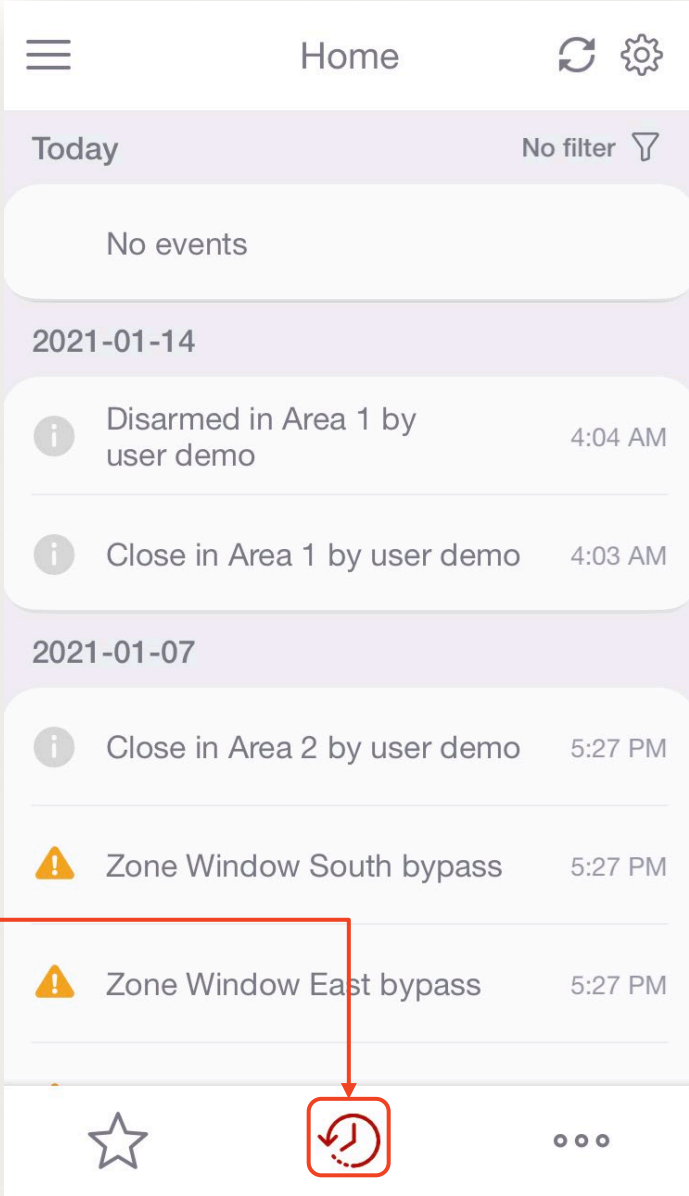 Home
Today
No filter
No events
2021-01-14
Disarmed in Area 1 by
user demo
4:04 AM
Close in Area 1 by user demo
4:03 AM
2021-01-07
Close in Area 2 by user demo
5:27 PM
Zone Window South bypass
5:27 PM
Zone Window East bypass
5:27 PM